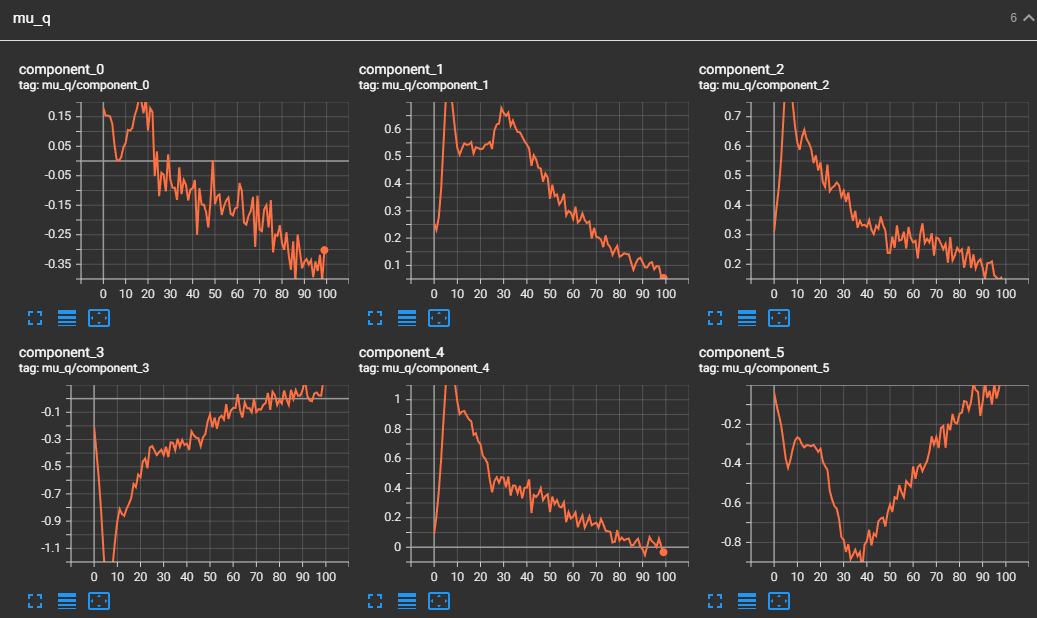 mu_q 6
component_0
tag: mu_q/component_0
0.15
0.05
-0.05
-0.15
-0.25
-0.35
0 10 20 30 40 50 60 70 80 90 100
component_1
tag: mu_q/component_1
0.6
0.5
0.4
0.3
0.2
0.1
0 10 20 30 40 50 60 70 80 90 100
component_2
tag: mu_q/component_2
0.7
0.6
0.5
0.4
0.3
0.2
0 10 20 30 40 50 60 70 80 90 100
component_3
tag: mu_q/component_3
-0.1
-0.3
-0.5
-0.7
-0.9
-1.1
0 10 20 30 40 50 60 70 80 90 100
component_4
tag: mu_q/component_4
1
0.8
0.6
0.4
0.2
0
0 10 20 30 40 50 60 70 80 90 100
component_5
tag: mu_q/component_5
-0.2
-0.4
-0.6
-0.8
0 10 20 30 40 50 60 70 80 90 100